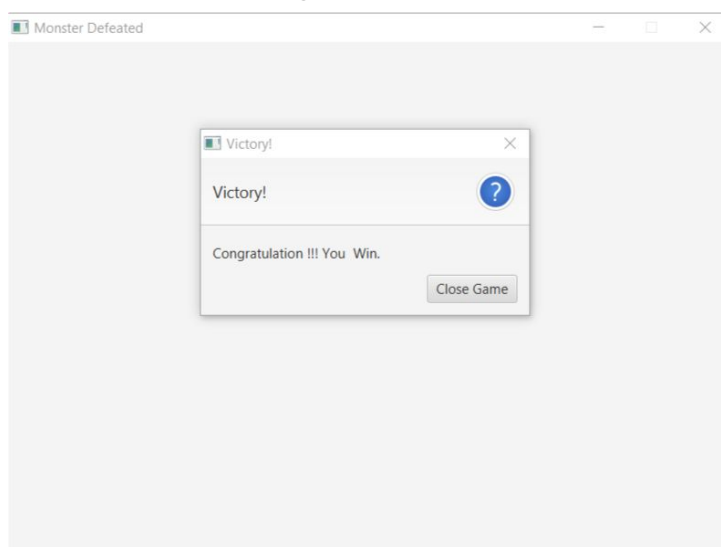 Monster Defeated
Victory!
Victory!
?
Congratulation !!! You  Win.
Close Game